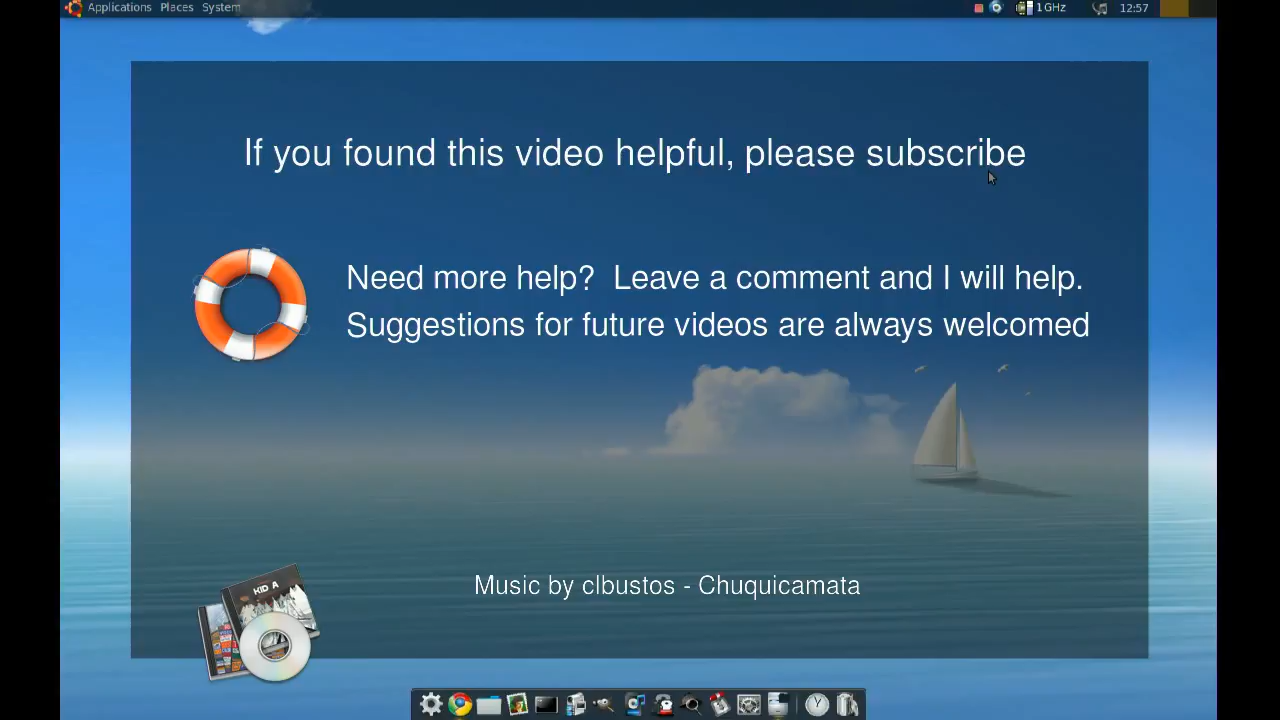 Applications Places System 1 GHz 12:57
If you found this video helpful, please subscribe
Need more help? Leave a comment and I will help.
Suggestions for future videos are always welcomed
KID A
Music by clbustos - Chuquicamata